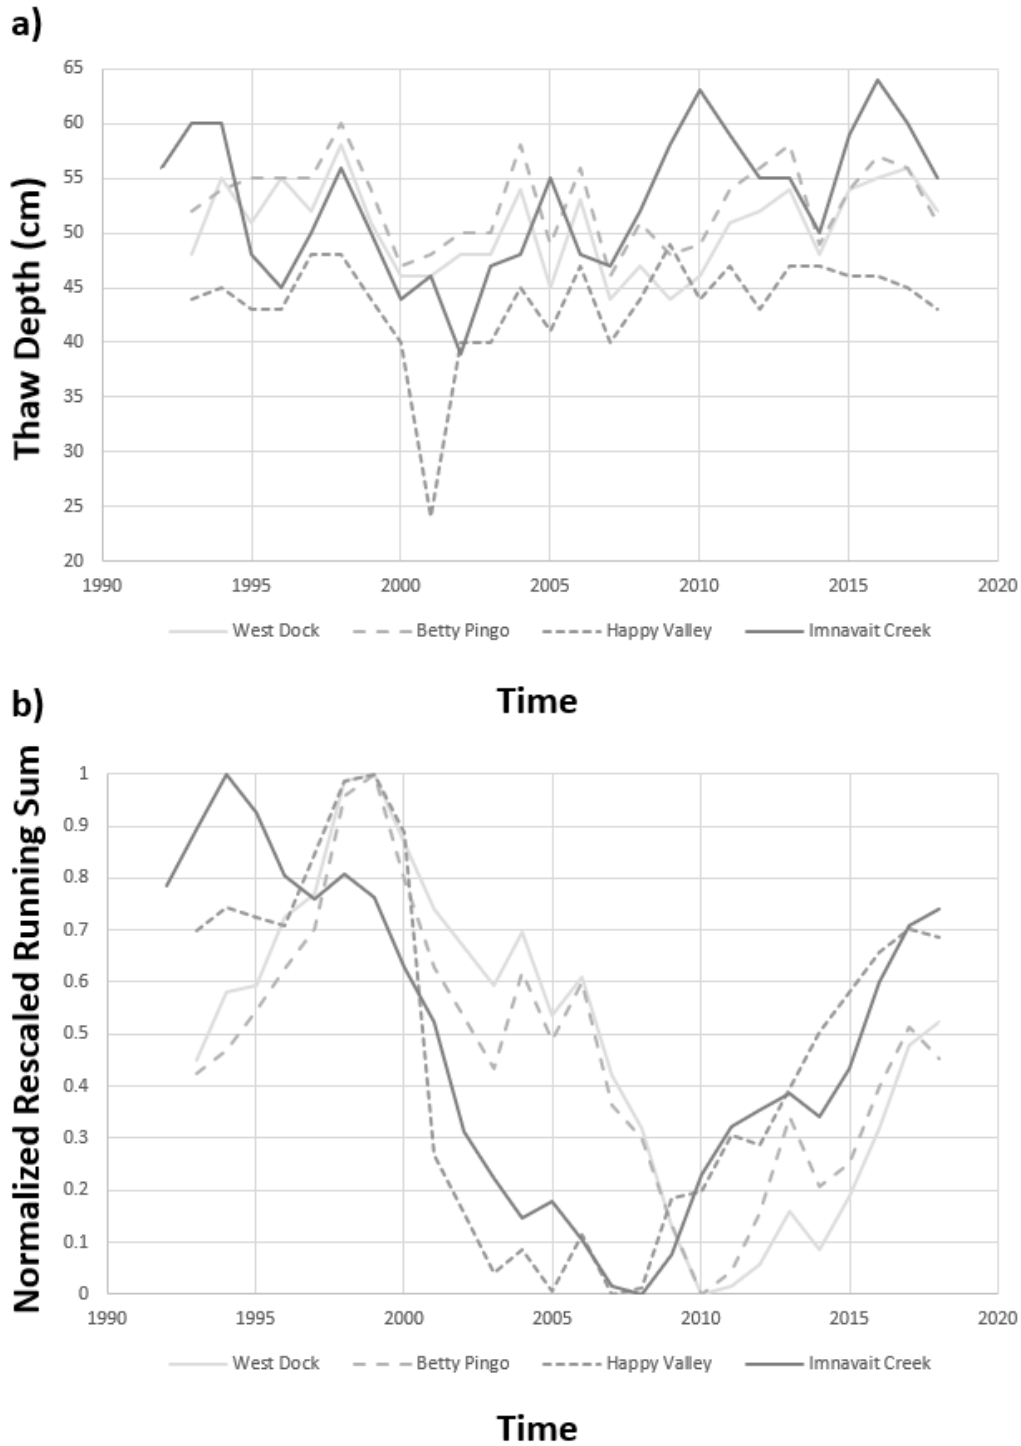 a)
65
60
55
50
45
40
35
30
25
20
Thaw Depth (cm)
1990 1995 2000 2005 2010 2015 2020
West Dock Betty Pingo Happy Valley Imnavait Creek
Time
b)
1
0.9
0.8
0.7
0.6
0.5
0.4
0.3
0.2
0.1
0
Normalized Rescaled Running Sum
1990 1995 2000 2005 2010 2015 2020
West Dock Betty Pingo Happy Valley Imnavait Creek
Time